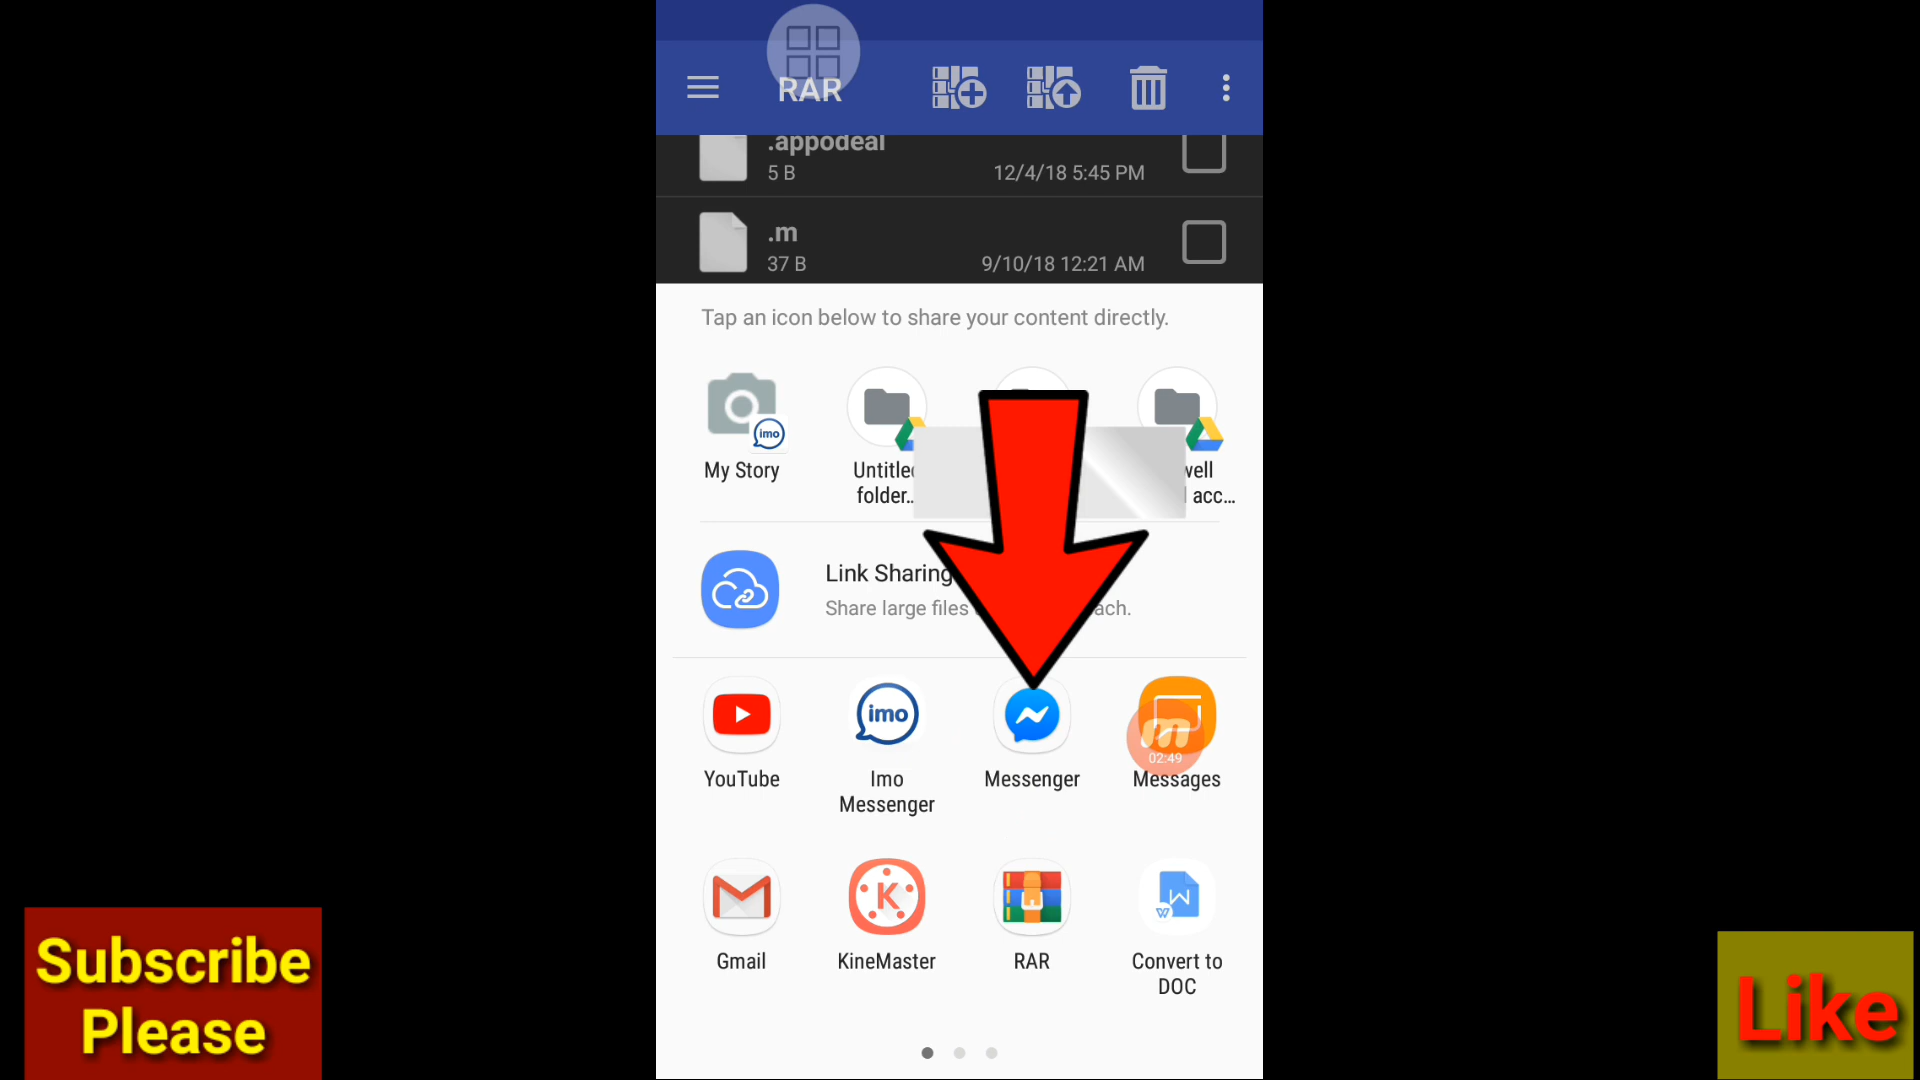 RAR
.appodeal
5 B
12/4/18 5:45 PM
.m
37 B
9/10/18 12:21 AM
Tap an icon below to share your content directly.
imo
My Story
folder..
acc...
Link Sharing
Share large files
YouTube
imo
Imo
Messenger
Messenger
m
02:49
Messages
Gmail
K
KineMaster
RAR
W
W
Convert to
DOC
Subscribe
Please
Like